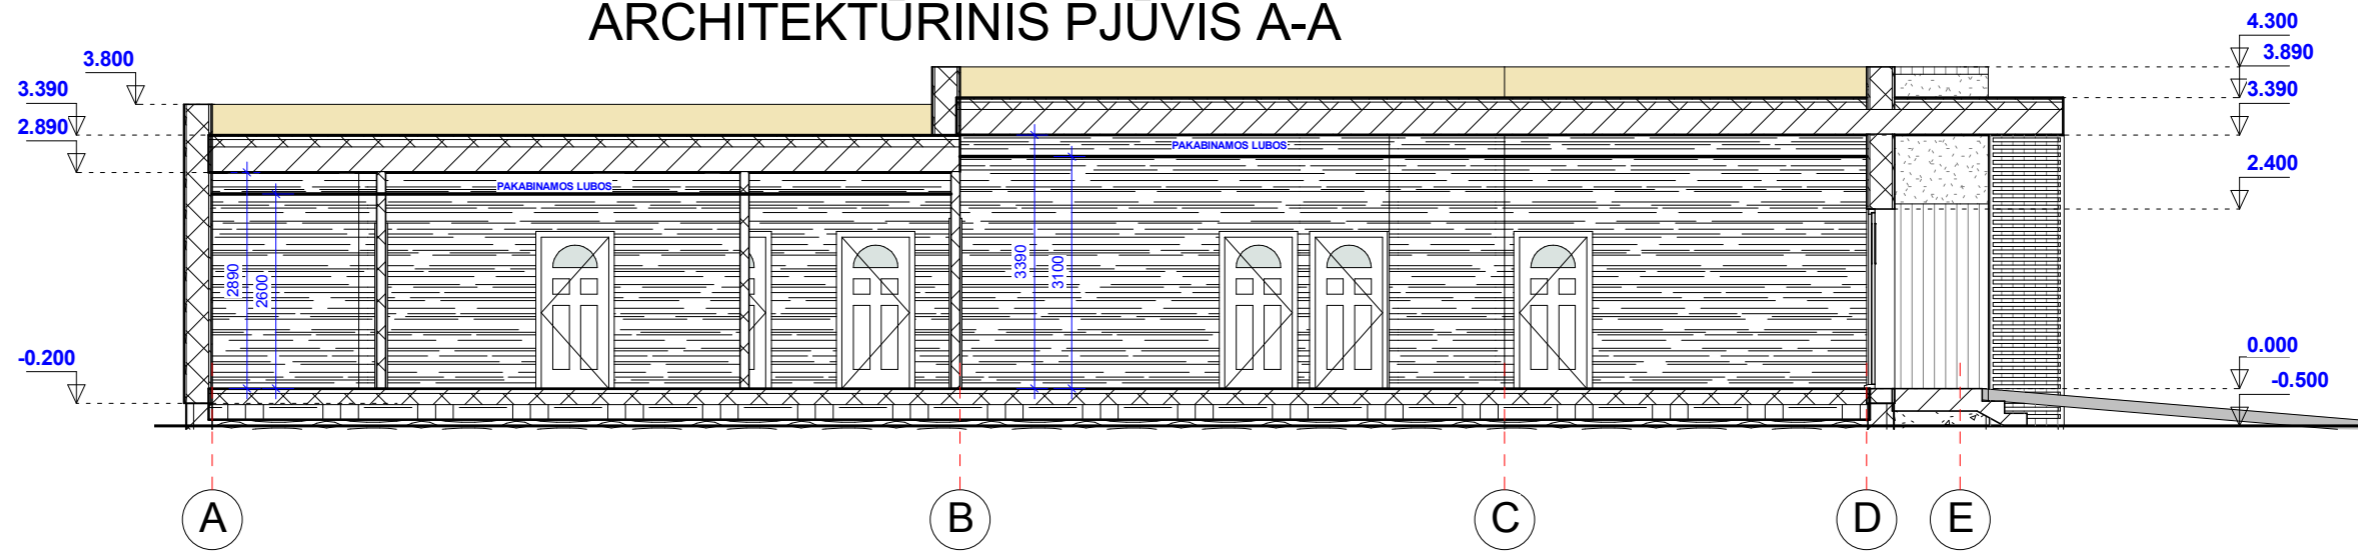 ARCHITEKTŪRINIS PJŪVIS A-A
4.300
3.890
3.390
2.400
0.000
-0.500
3.800
3.390
2.890
-0.200
PAKABINAMOS LUBOS
PAKABINAMOS LUBOS
2890
2600
3390
3100
A
B
C
D
E